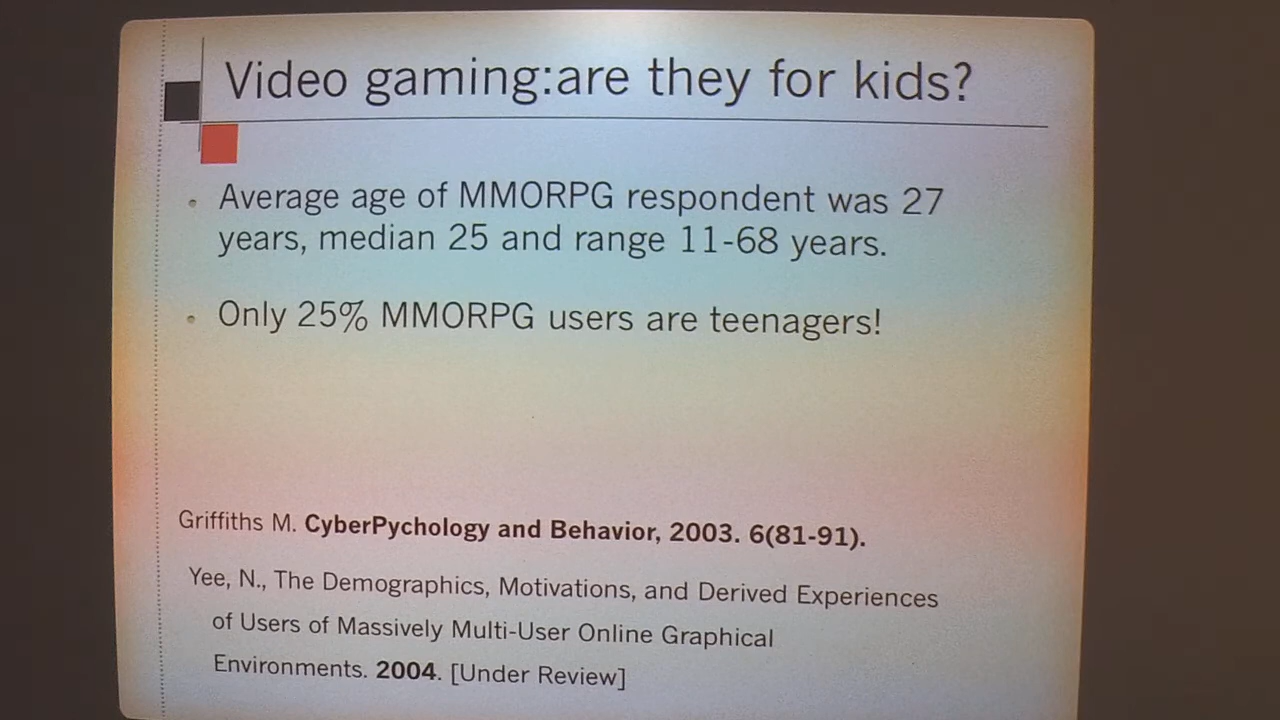 Video gaming:are they for kids?
Average age of MMORPG respondent was 27
years, median 25 and range 11-68 years.
Only 25% MMORPG users are teenagers!
Griffiths M. CyberPychology and Behavior, 2003. 6(81-91).
Yee, N., The Demographics, Motivations, and Derived Experiences
of Users of Massively Multi-User Online Graphical
Environments. 2004. [Under Review]